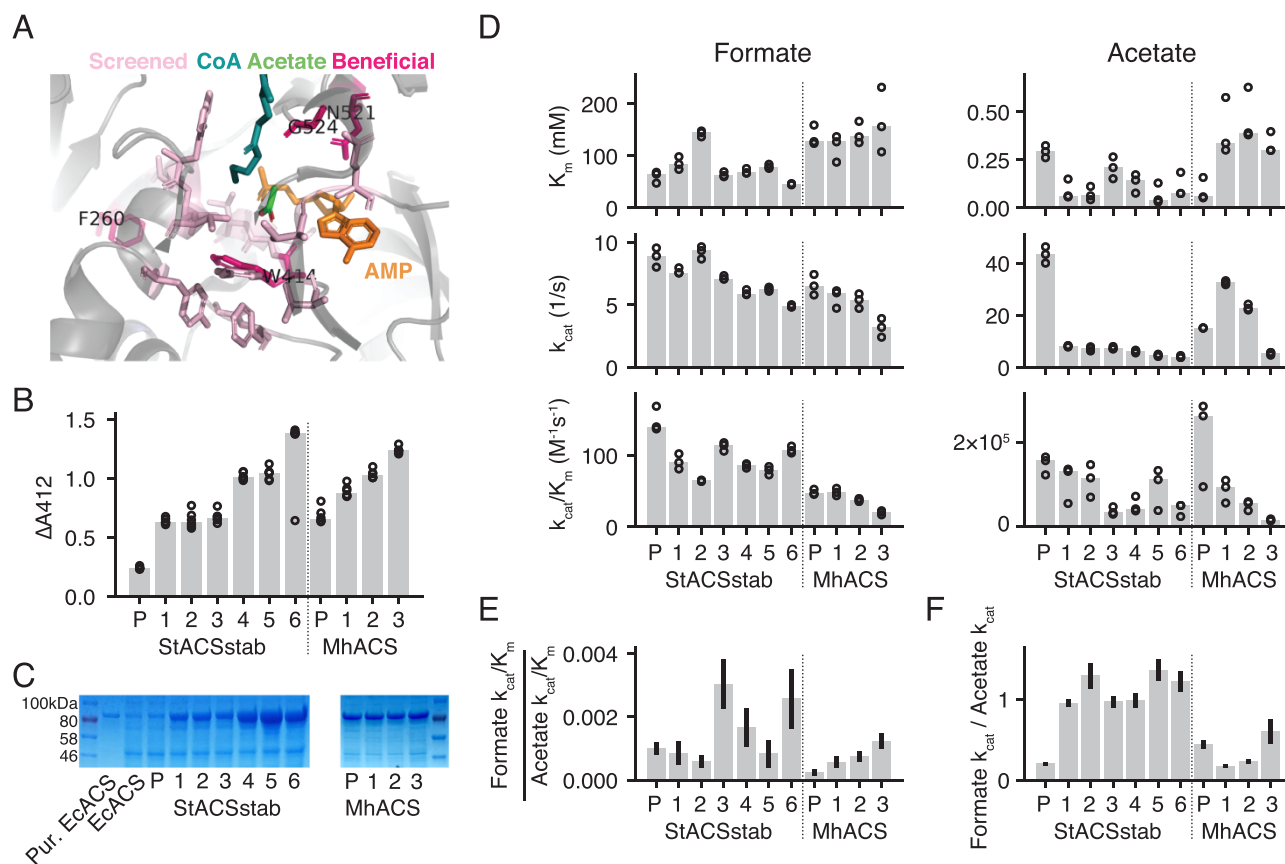 A
Screened CoA Acetate Beneficial
N521
G524
F260
W414
AMP
B
ΔA412
1.5
1.0
0.5
0.0
P 1 2 3 4 5 6 P 1 2 3
StACSstab MhACS
C
100kDa
80
58
46
Pur. EcACS
EcACS
P 1 2 3 4 5 6
StACSstab
P 1 2 3
MhACS
D
Formate Acetate
Kₘ (mM)
200
100
0
0.50
0.25
0.00
k_cat (1/s)
10
5
0
40
20
0
k_cat/Kₘ (M⁻¹s⁻¹)
100
0
2×10⁵
0
P 1 2 3 4 5 6 P 1 2 3
StACSstab MhACS
P 1 2 3 4 5 6 P 1 2 3
StACSstab MhACS
E
Formate k_cat/Kₘ
Acetate k_cat/Kₘ
0.004
0.002
0.000
P 1 2 3 4 5 6 P 1 2 3
StACSstab MhACS
F
Formate k_cat / Acetate k_cat
1
0
P 1 2 3 4 5 6 P 1 2 3
StACSstab MhACS